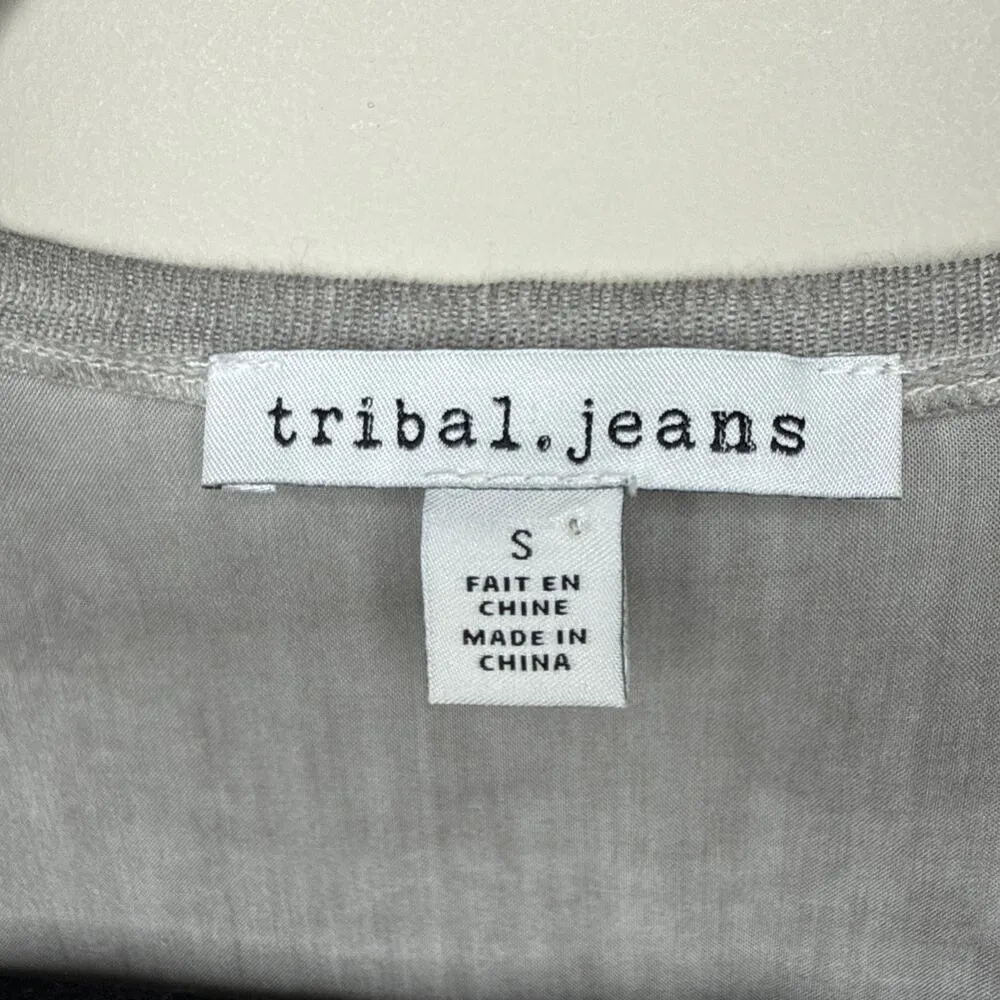 tribal.jeans
S
FAIT EN
CHINE
MADE IN
CHINA